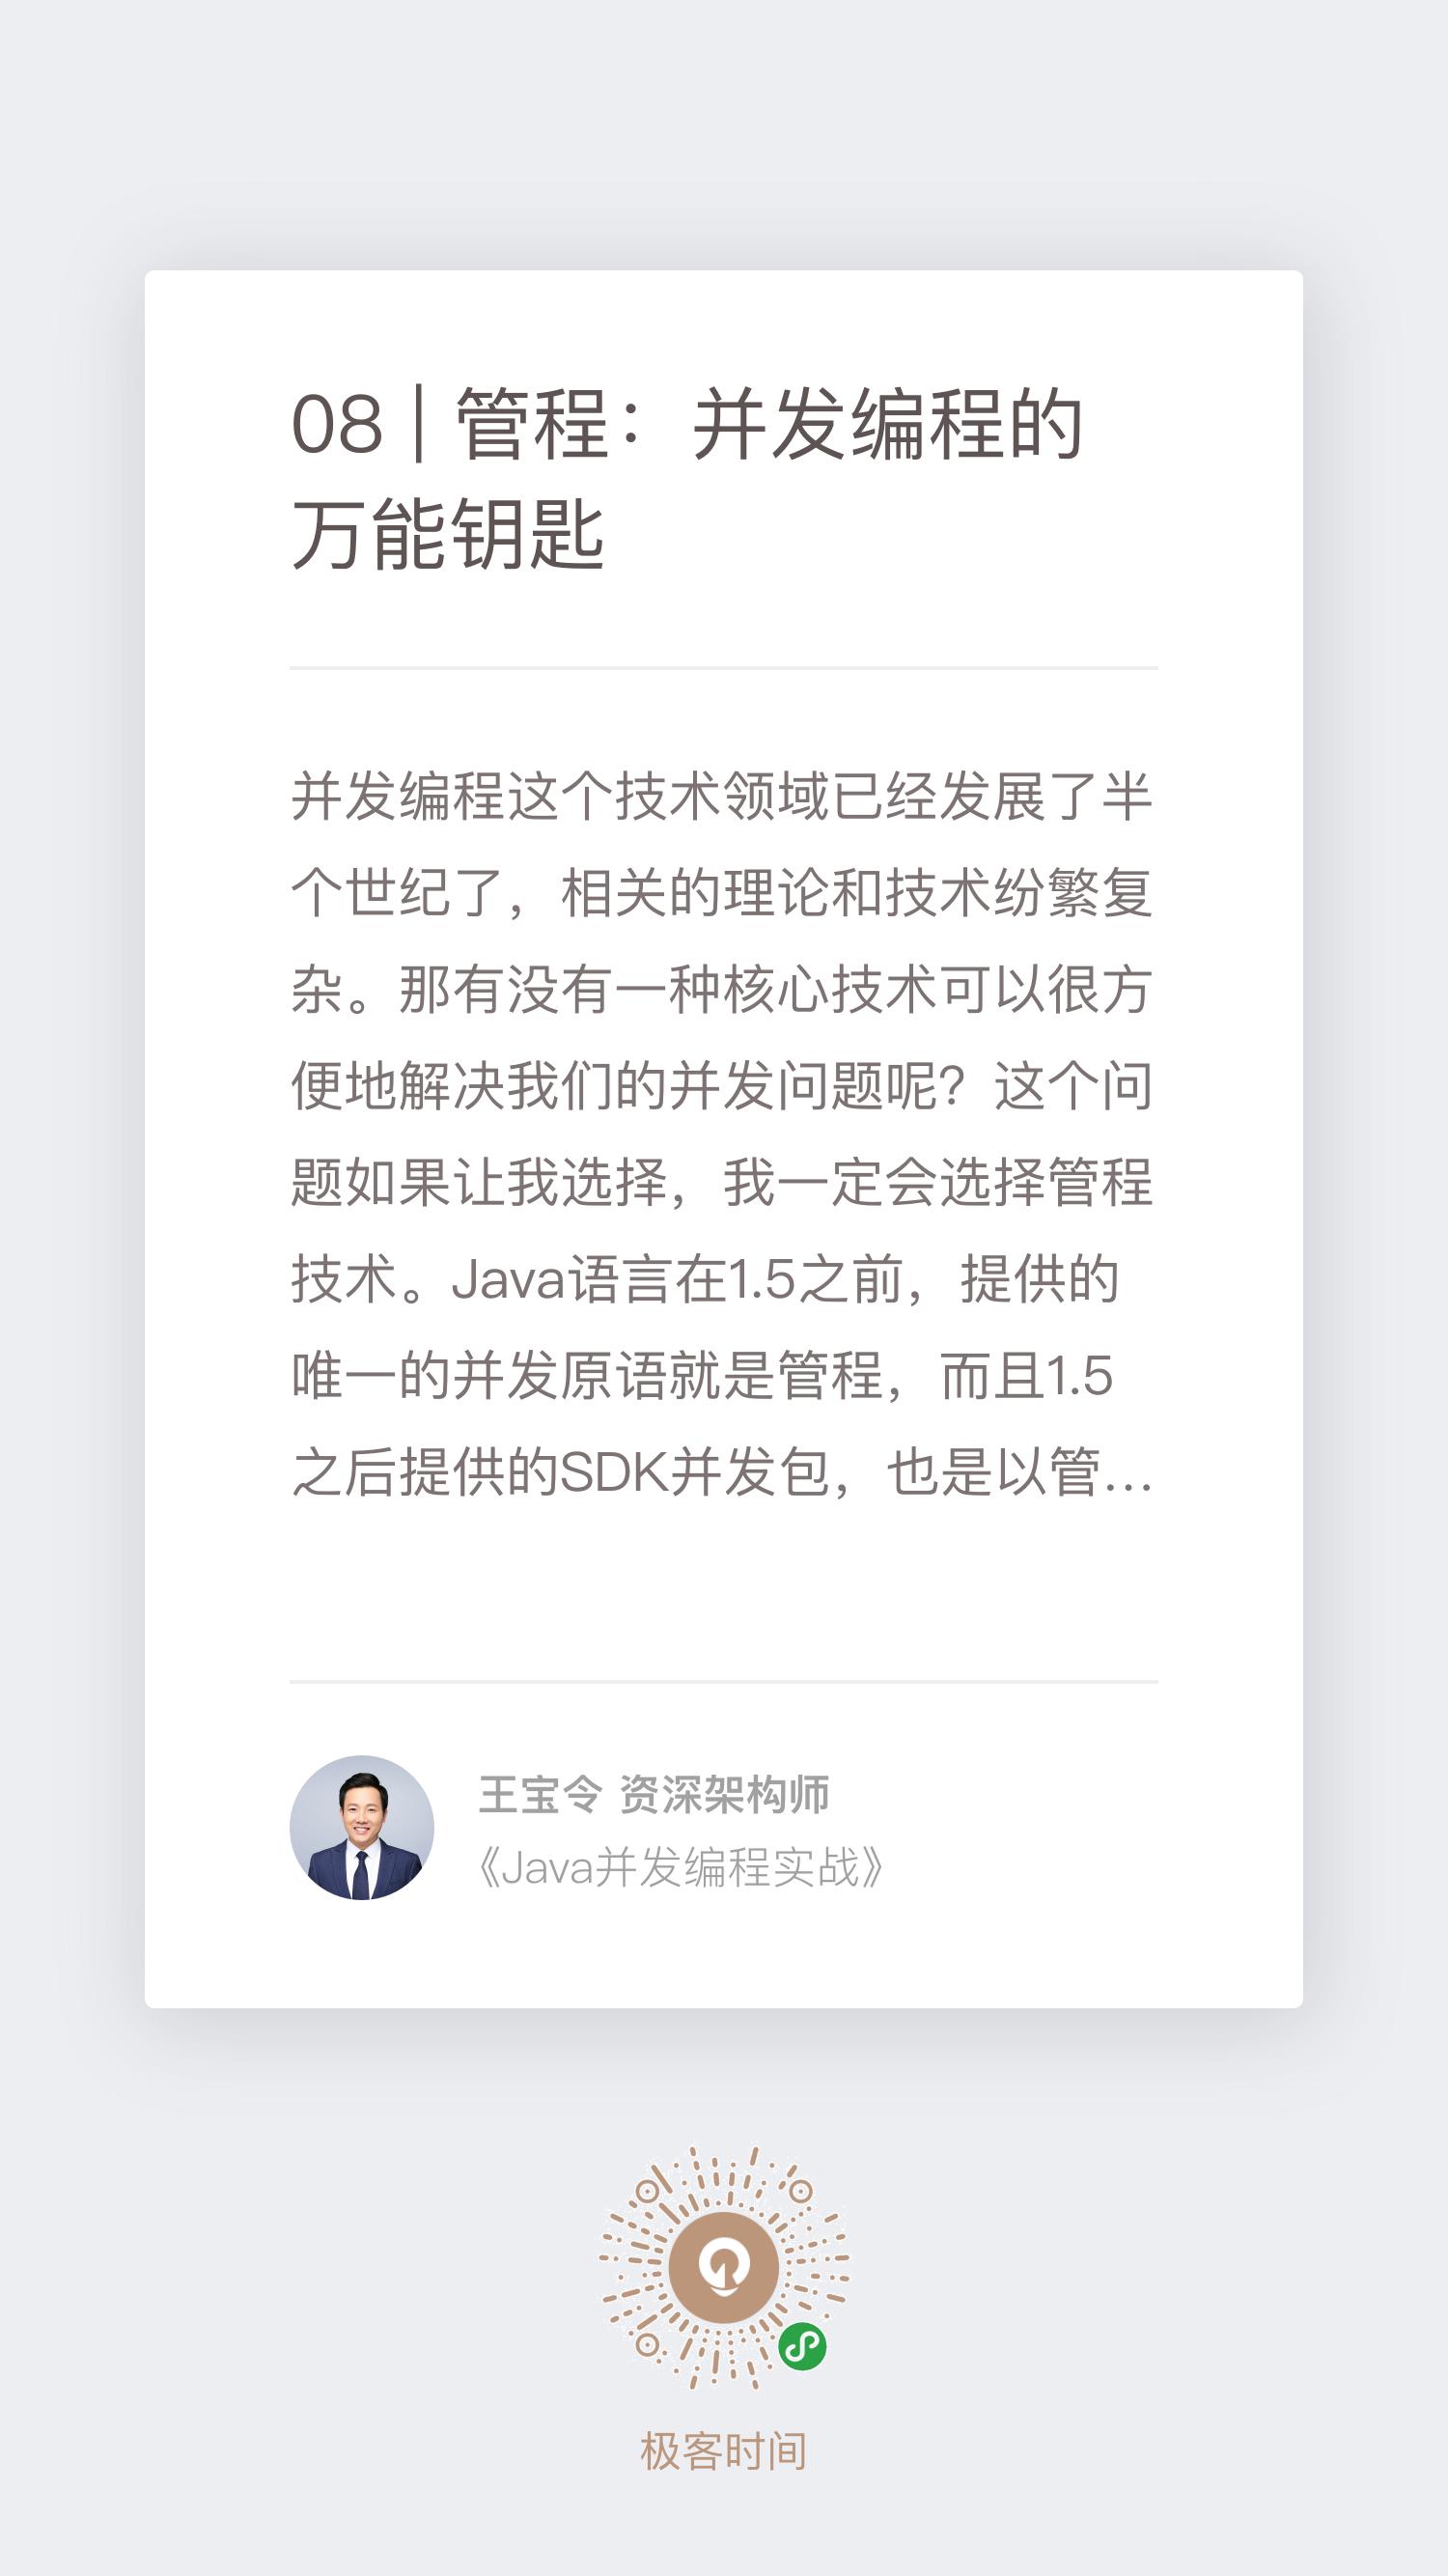 08 | 管程：并发编程的
万能钥匙
并发编程这个技术领域已经发展了半
个世纪了，相关的理论和技术纷繁复
杂。那有没有一种核心技术可以很方
便地解决我们的并发问题呢？这个问
题如果让我选择，我一定会选择管程
技术。Java语言在1.5之前，提供的
唯一的并发原语就是管程，而且1.5
之后提供的SDK并发包，也是以管…
王宝令 资深架构师
《Java并发编程实战》
极客时间